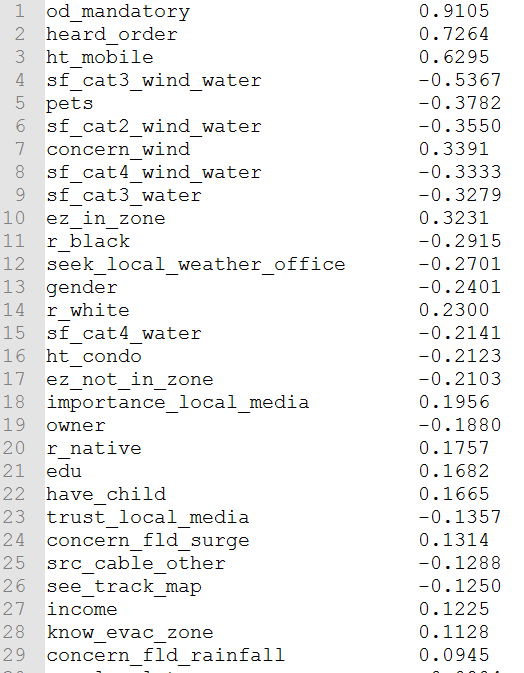 1 od_mandatory 0.9105
2 heard_order 0.7264
3 ht_mobile 0.6295
4 sf_cat3_wind_water -0.5367
5 pets -0.3782
6 sf_cat2_wind_water -0.3550
7 concern_wind 0.3391
8 sf_cat4_wind_water -0.3333
9 sf_cat3_water -0.3279
10 ez_in_zone 0.3231
11 r_black -0.2915
12 seek_local_weather_office -0.2701
13 gender -0.2401
14 r_white 0.2300
15 sf_cat4_water -0.2141
16 ht_condo -0.2123
17 ez_not_in_zone -0.2103
18 importance_local_media 0.1956
19 owner -0.1880
20 r_native 0.1757
21 edu 0.1682
22 have_child 0.1665
23 trust_local_media -0.1357
24 concern_fld_surge 0.1314
25 src_cable_other -0.1288
26 see_track_map -0.1250
27 income 0.1225
28 know_evac_zone 0.1128
29 concern_fld_rainfall 0.0945